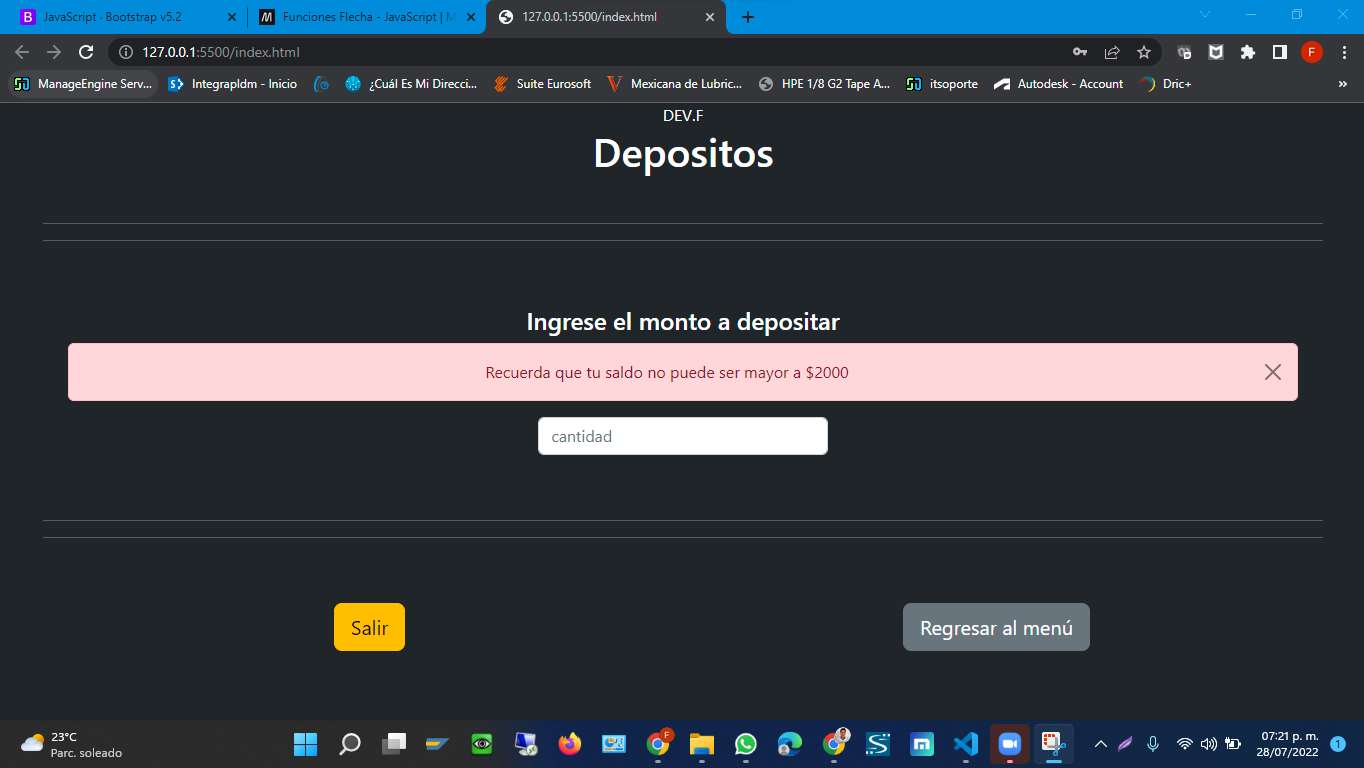 JavaScript · Bootstrap v5.2
Funciones Flecha - JavaScript | M
127.0.0.1:5500/index.html
127.0.0.1:5500/index.html
F
ManageEngine Serv...
Integrapldm - Inicio
¿Cuál Es Mi Direcci...
Suite Eurosoft
Mexicana de Lubric...
HPE 1/8 G2 Tape A...
itsoporte
Autodesk - Account
Dric+
»
DEV.F
Depositos
Ingrese el monto a depositar
Recuerda que tu saldo no puede ser mayor a $2000
cantidad
Salir
Regresar al menú
23°C
Parc. soleado
07:21 p. m.
28/07/2022
1